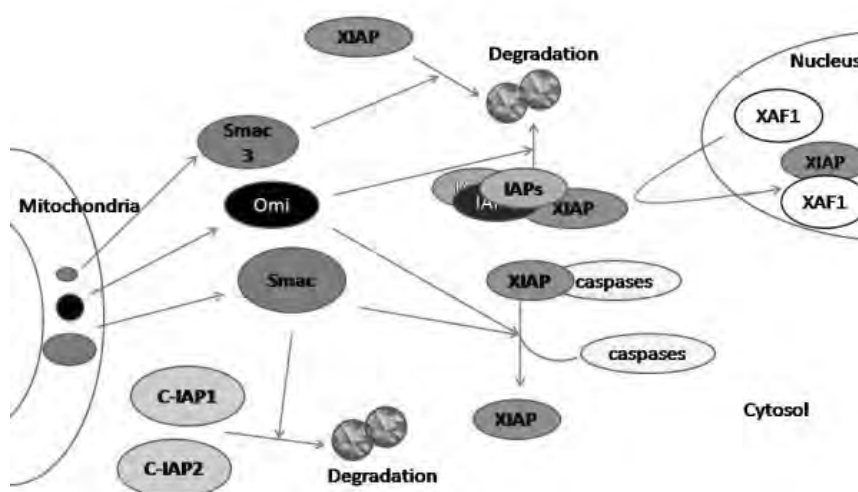 XIAP
Degradation
Nucleus
XAF1
Smac
3
XIAP
IAPs
XAF1
Mitochondria
Omi
XIAP
Smac
XIAP
caspases
caspases
C-IAP1
XIAP
Cytosol
C-IAP2
Degradation